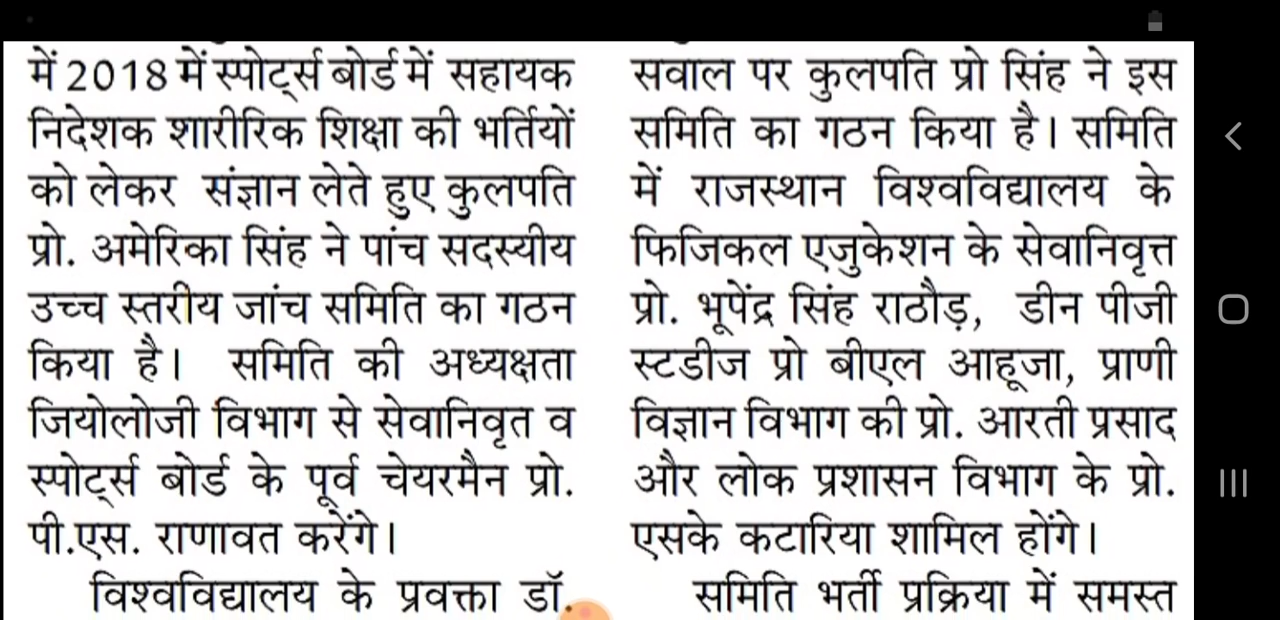 में 2018 में स्पोर्ट्स बोर्ड में सहायक
निदेशक शारीरिक शिक्षा की भर्तियों
को लेकर संज्ञान लेते हुए कुलपति
प्रो. अमेरिका सिंह ने पांच सदस्यीय
उच्च स्तरीय जांच समिति का गठन
किया है। समिति की अध्यक्षता
जियोलोजी विभाग से सेवानिवृत व
स्पोर्ट्स बोर्ड के पूर्व चेयरमैन प्रो.
पी.एस. राणावत करेंगे।
विश्वविद्यालय के प्रवक्ता डॉ.
सवाल पर कुलपति प्रो सिंह ने इस
समिति का गठन किया है। समिति
में राजस्थान विश्वविद्यालय के
फिजिकल एजुकेशन के सेवानिवृत्त
प्रो. भूपेंद्र सिंह राठौड़, डीन पीजी
स्टडीज प्रो बीएल आहूजा, प्राणी
विज्ञान विभाग की प्रो. आरती प्रसाद
और लोक प्रशासन विभाग के प्रो.
एसके कटारिया शामिल होंगे।
समिति भर्ती प्रक्रिया में समस्त